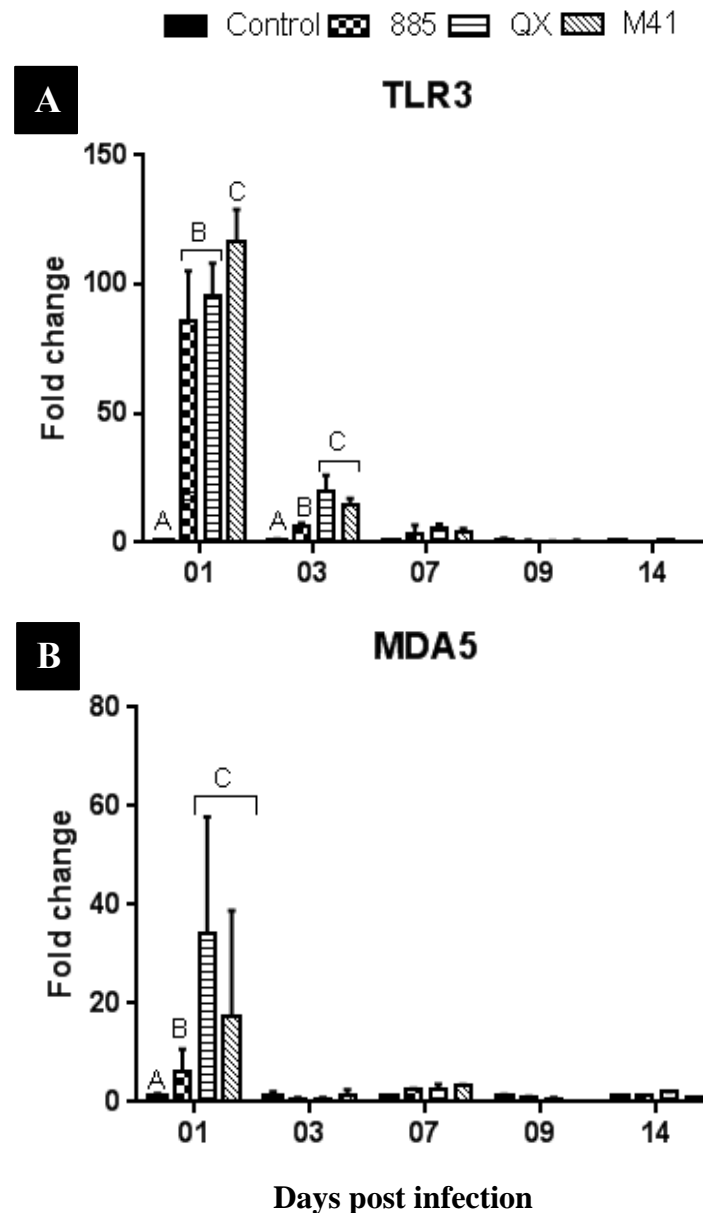 Control 885 QX M41
A
TLR3
150
100
50
0
Fold change
A
B
C
A
B
C
01 03 07 09 14
B
MDA5
80
60
40
20
0
Fold change
A
B
C
01 03 07 09 14
Days post infection